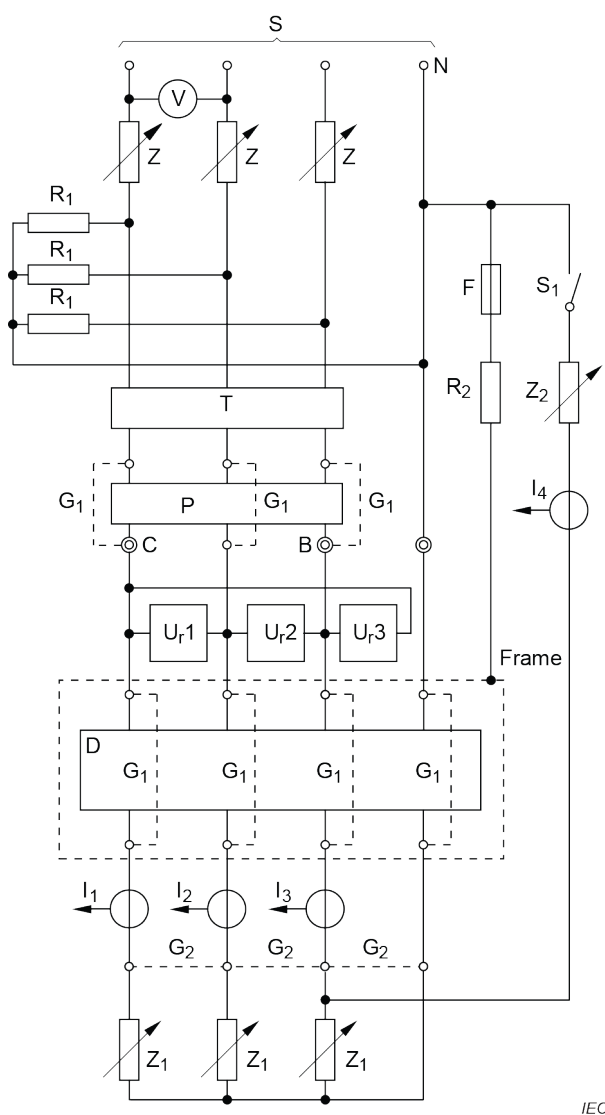 S
N
V
Z Z Z
R₁
R₁
R₁
F
S₁
R₂
Z₂
T
G₁ P G₁ G₁
I₄
C B
Uᵣ1 Uᵣ2 Uᵣ3
Frame
D
G₁ G₁ G₁ G₁
I₁ I₂ I₃
G₂ G₂ G₂
Z₁ Z₁ Z₁
IEC